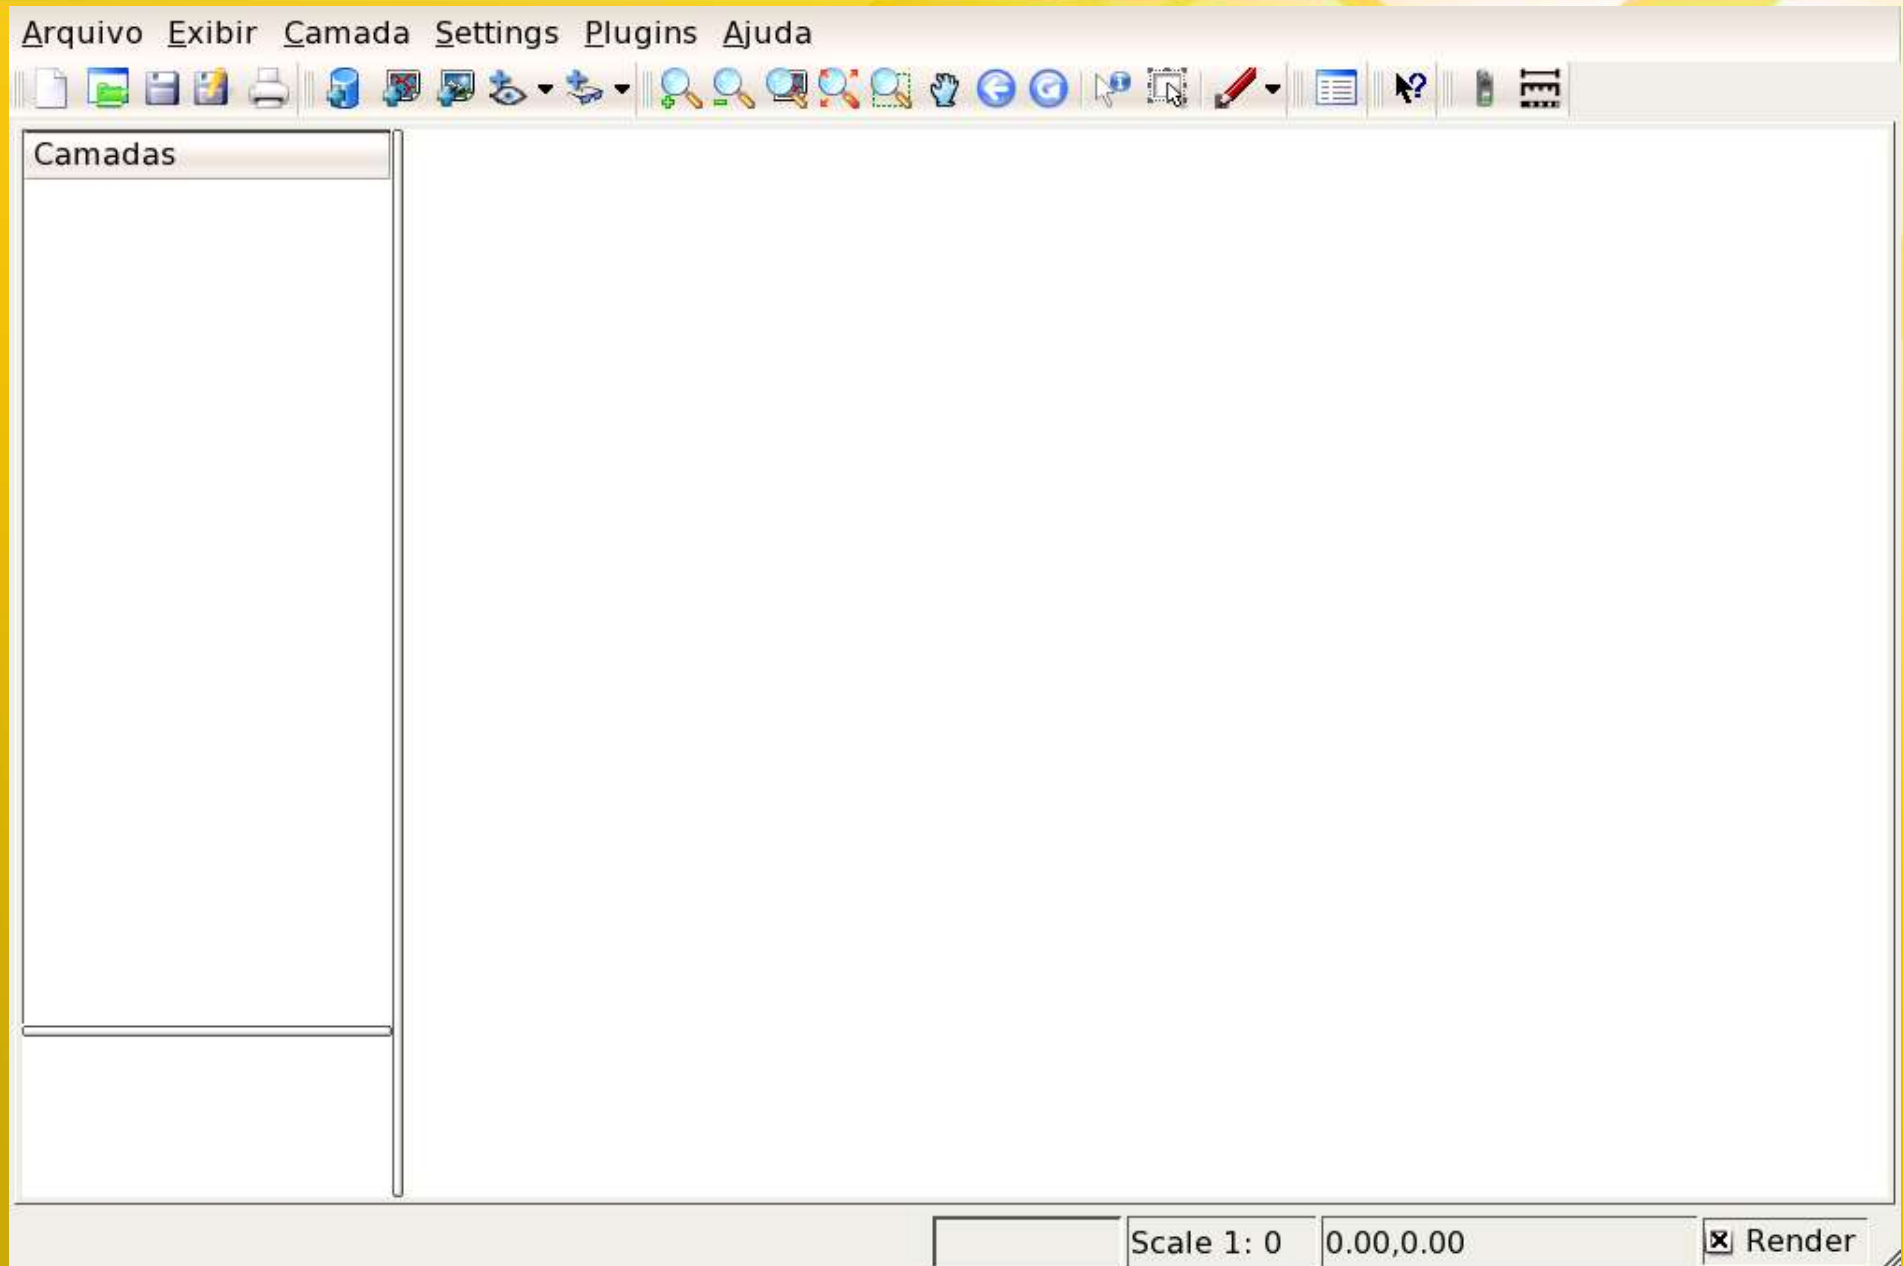 Arquivo Exibir Camada Settings Plugins Ajuda
Camadas
Scale 1: 0 0.00,0.00 Render